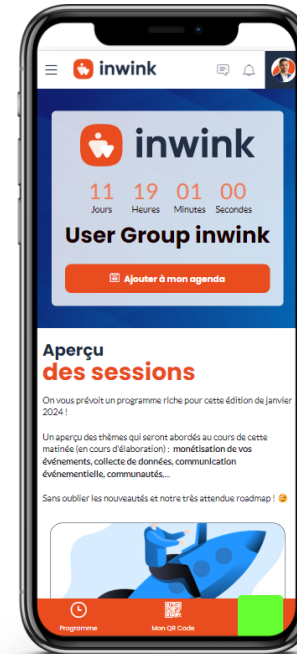 inwink
inwink
11 19 01 00
Jours Heures Minutes Secondes
User Group inwink
Ajouter à mon agenda
Aperçu
des sessions
On vous prévoit un programme riche pour cette édition de janvier
2024 !
Un aperçu des thèmes qui seront abordés au cours de cette
matinée (en cours d'élaboration) : monétisation de vos
événements, collecte de données, communication
événementielle, communautés,...
Sans oublier les nouveautés et notre très attendue roadmap ! 😉
Programme Mon QR Code